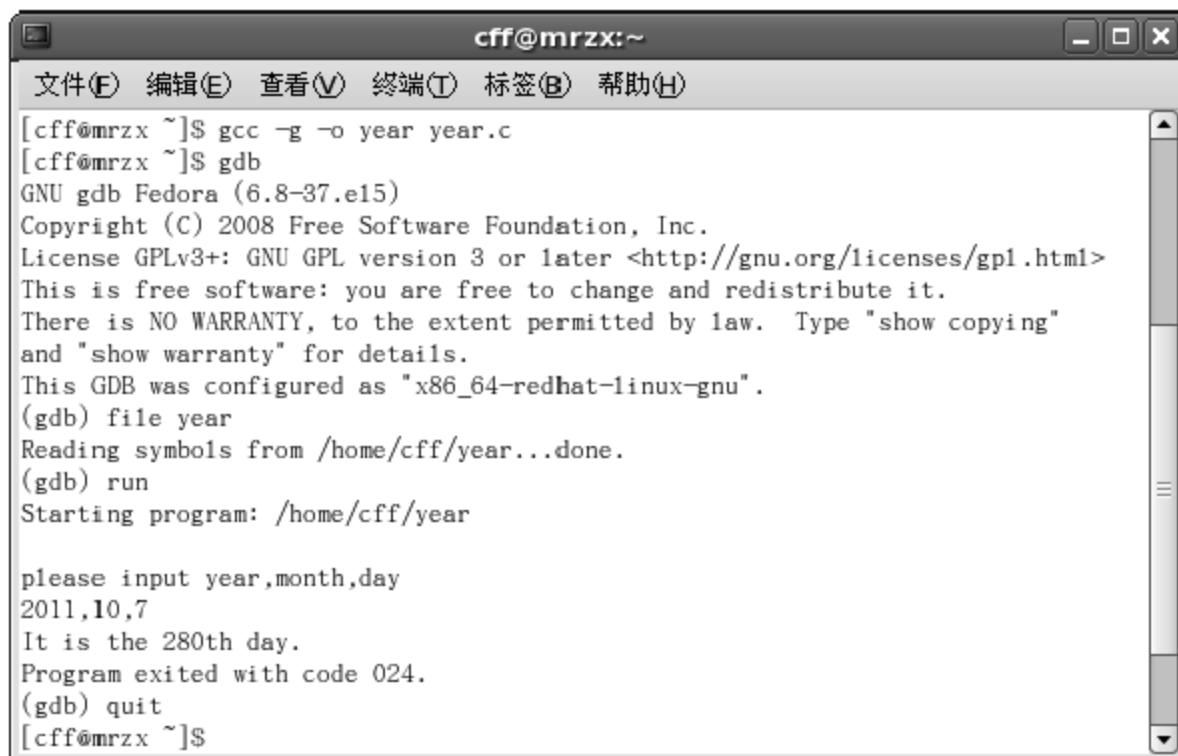 cff@mrzx:~
文件(F) 编辑(E) 查看(V) 终端(T) 标签(B) 帮助(H)
[cff@mrzx ~]$ gcc -g -o year year.c
[cff@mrzx ~]$ gdb
GNU gdb Fedora (6.8-37.el5)
Copyright (C) 2008 Free Software Foundation, Inc.
License GPLv3+: GNU GPL version 3 or later <http://gnu.org/licenses/gpl.html>
This is free software: you are free to change and redistribute it.
There is NO WARRANTY, to the extent permitted by law.  Type "show copying"
and "show warranty" for details.
This GDB was configured as "x86_64-redhat-linux-gnu".
(gdb) file year
Reading symbols from /home/cff/year...done.
(gdb) run
Starting program: /home/cff/year
please input year,month,day
2011,10,7
It is the 280th day.
Program exited with code 024.
(gdb) quit
[cff@mrzx ~]$